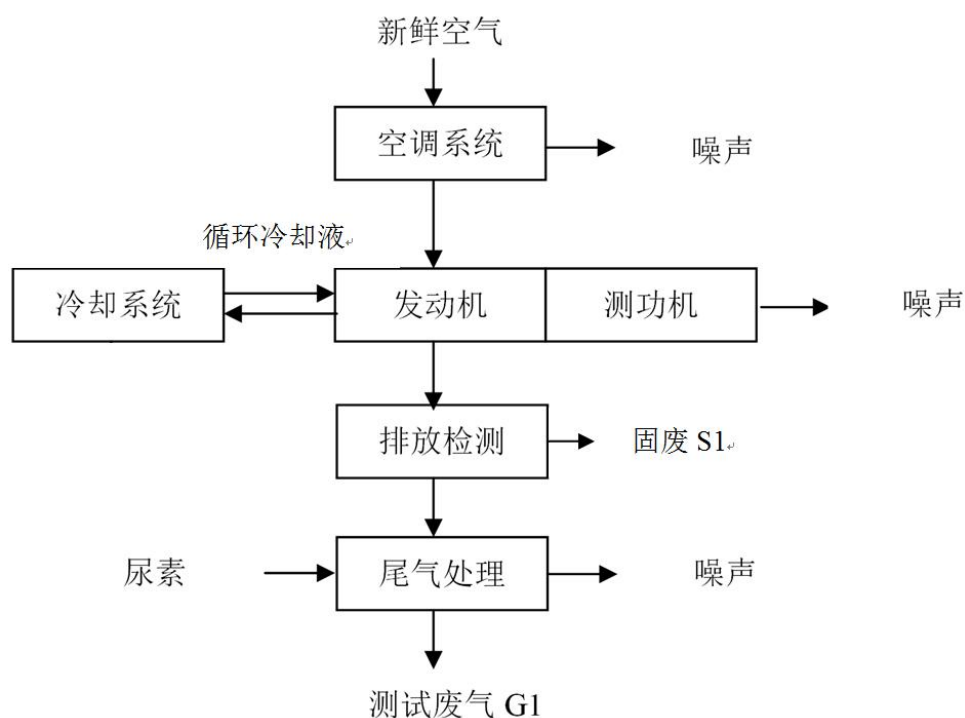 新鲜空气
空调系统
噪声
循环冷却液
冷却系统
发动机
测功机
噪声
排放检测
固废 S1
尿素
尾气处理
噪声
测试废气 G1